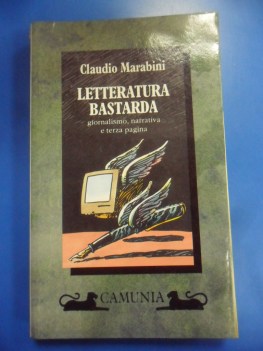 Claudio Marabini
LETTERATURA
BASTARDA
giornalismo, narrativa
e terza pagina
CAMUNIA